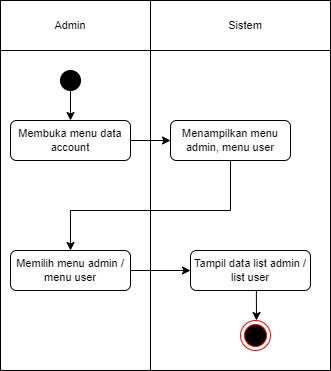 Admin
Sistem
Membuka menu data
account
Menampilkan menu
admin, menu user
Memilih menu admin /
menu user
Tampil data list admin /
list user